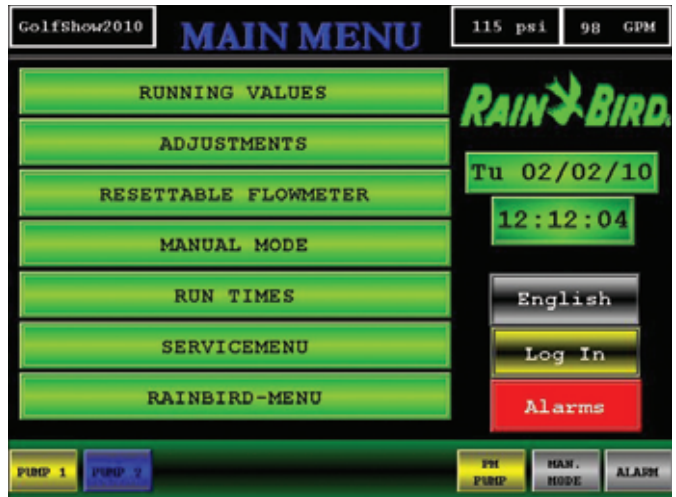 GolfShow2010
MAIN MENU
115 psi
98 GPM
RUNNING VALUES
ADJUSTMENTS
RESETTABLE FLOWMETER
MANUAL MODE
RUN TIMES
SERVICEMENU
RAINBIRD-MENU
RAIN BIRD.
Tu 02/02/10
12:12:04
English
Log In
Alarms
PUMP 1
PUMP 2
PM
PUMP
MAN.
MODE
ALARM